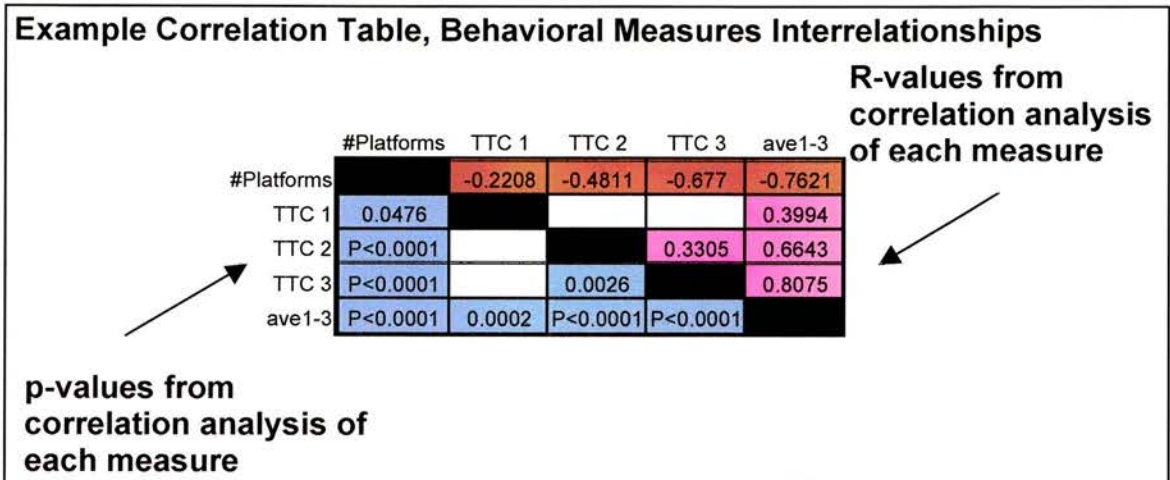 Example Correlation Table, Behavioral Measures Interrelationships
R-values from
correlation analysis
of each measure
#Platforms TTC 1 TTC 2 TTC 3 ave1-3
#Platforms -0.2208 -0.4811 -0.677 -0.7621
TTC 1 0.0476 0.3994
TTC 2 P<0.0001 0.3305 0.6643
TTC 3 P<0.0001 0.0026 0.8075
ave1-3 P<0.0001 0.0002 P<0.0001 P<0.0001
p-values from
correlation analysis of
each measure